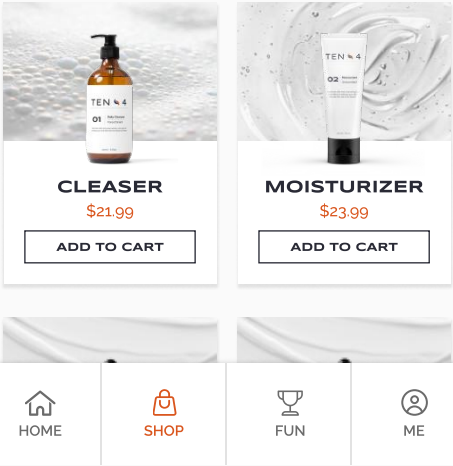 TEN 4
01
TEN 4
02
CLEASER
MOISTURIZER
$21.99
$23.99
ADD TO CART
ADD TO CART
HOME
SHOP
FUN
ME